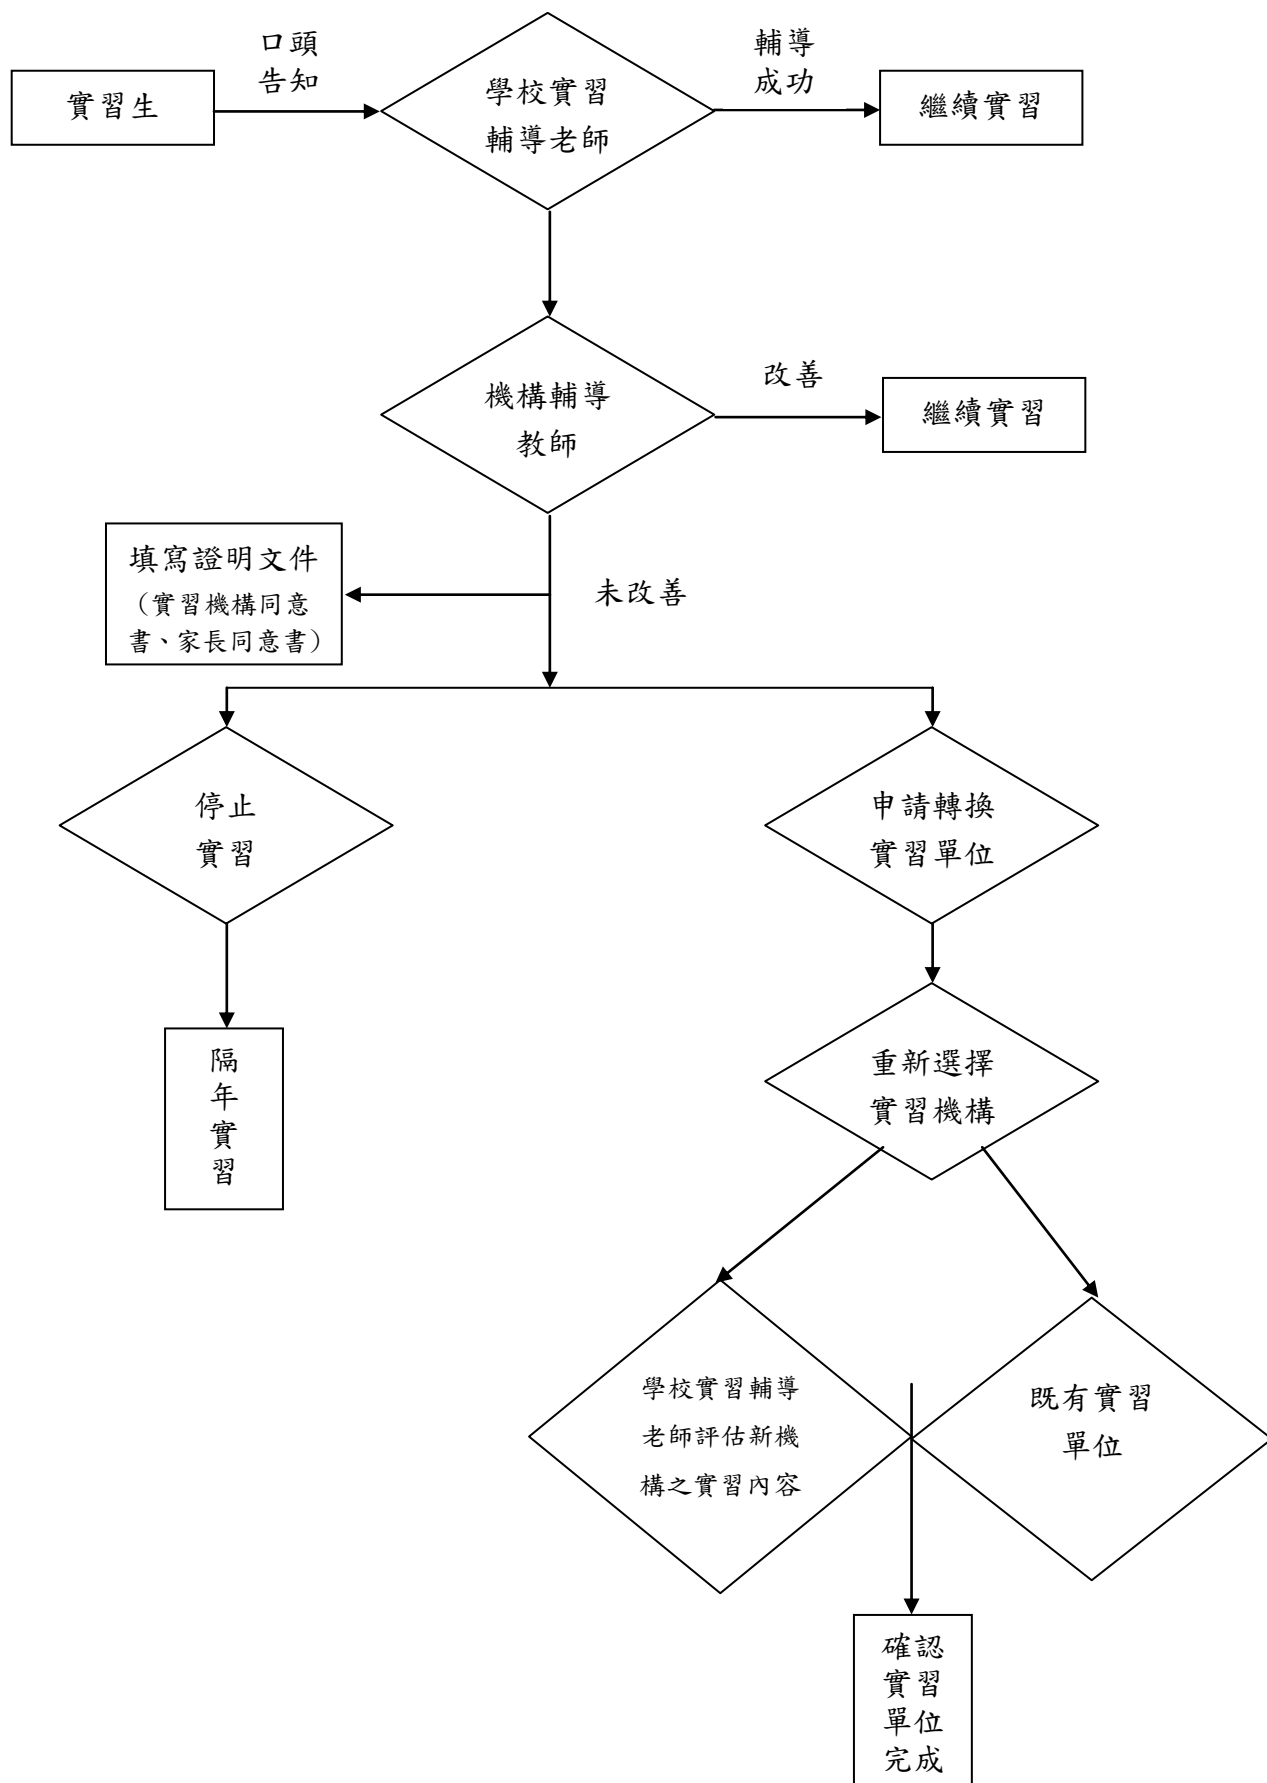 實習生
口頭
告知
學校實習
輔導老師
輔導
成功
繼續實習
機構輔導
教師
改善
繼續實習
填寫證明文件
（實習機構同意
書、家長同意書）
未改善
停止
實習
申請轉換
實習單位
隔
年
實
習
重新選擇
實習機構
學校實習輔導
老師評估新機
構之實習內容
既有實習
單位
確認
實習
單位
完成